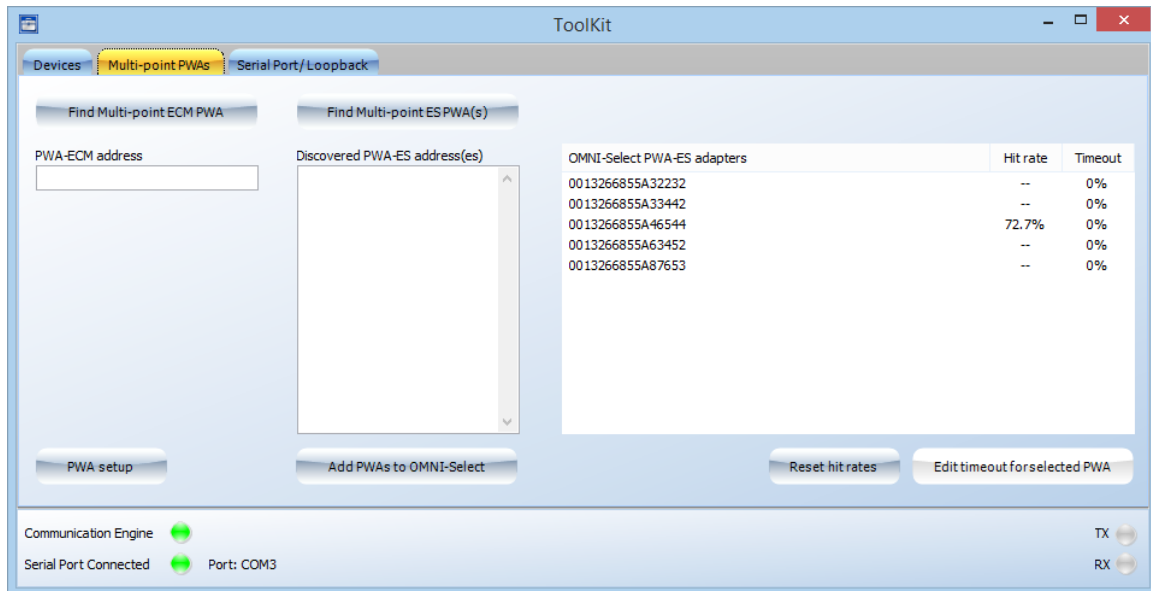 ToolKit
Devices Multi-point PWAs Serial Port/Loopback
Find Multi-point ECM PWA Find Multi-point ES PWA(s)
PWA-ECM address Discovered PWA-ES address(es) OMNI-Select PWA-ES adapters Hit rate Timeout
0013266855A32232 -- 0%
0013266855A33442 -- 0%
0013266855A46544 72.7% 0%
0013266855A63452 -- 0%
0013266855A87653 -- 0%
PWA setup Add PWAs to OMNI-Select Reset hit rates Edit timeout for selected PWA
Communication Engine TX
Serial Port Connected Port: COM3 RX